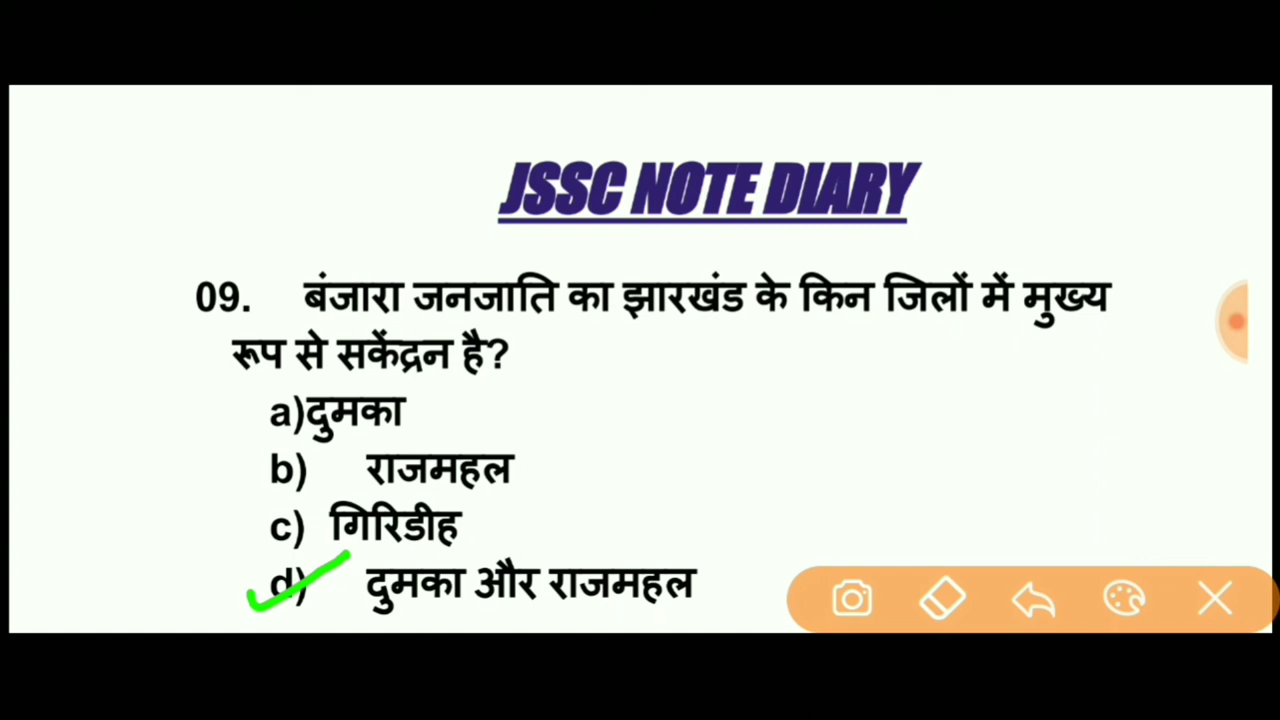 JSSC NOTE DIARY
09. बंजारा जनजाति का झारखंड के किन जिलों में मुख्य
रूप से सकेंद्रन है?
a)दुमका
b) राजमहल
c) गिरिडीह
d) दुमका और राजमहल